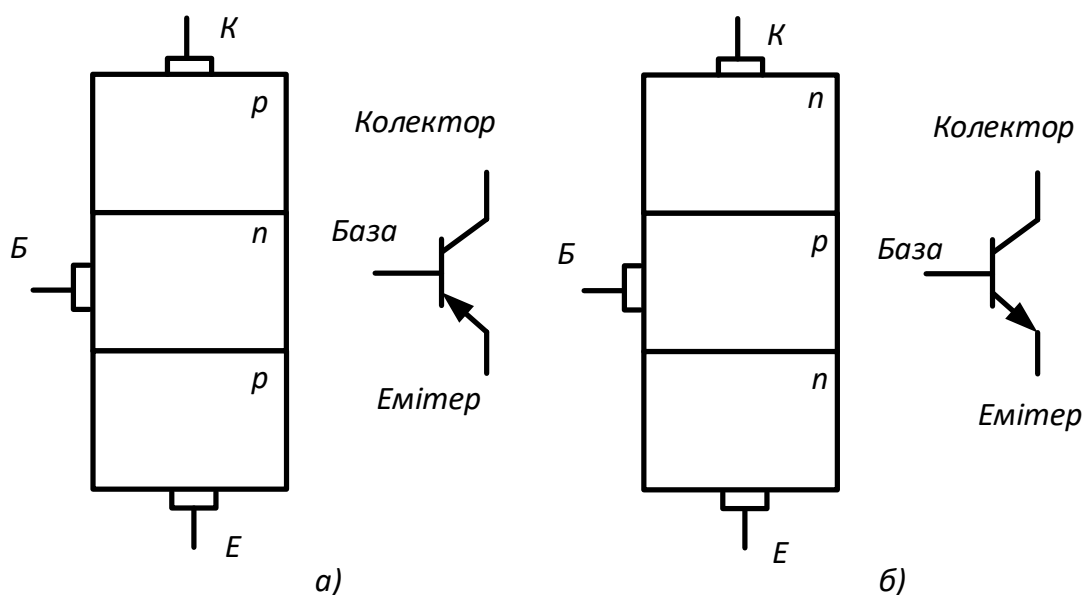 К
р
Колектор
п
База
Б
р
Емітер
Е
а)
К
п
Колектор
р
База
Б
п
Емітер
Е
б)